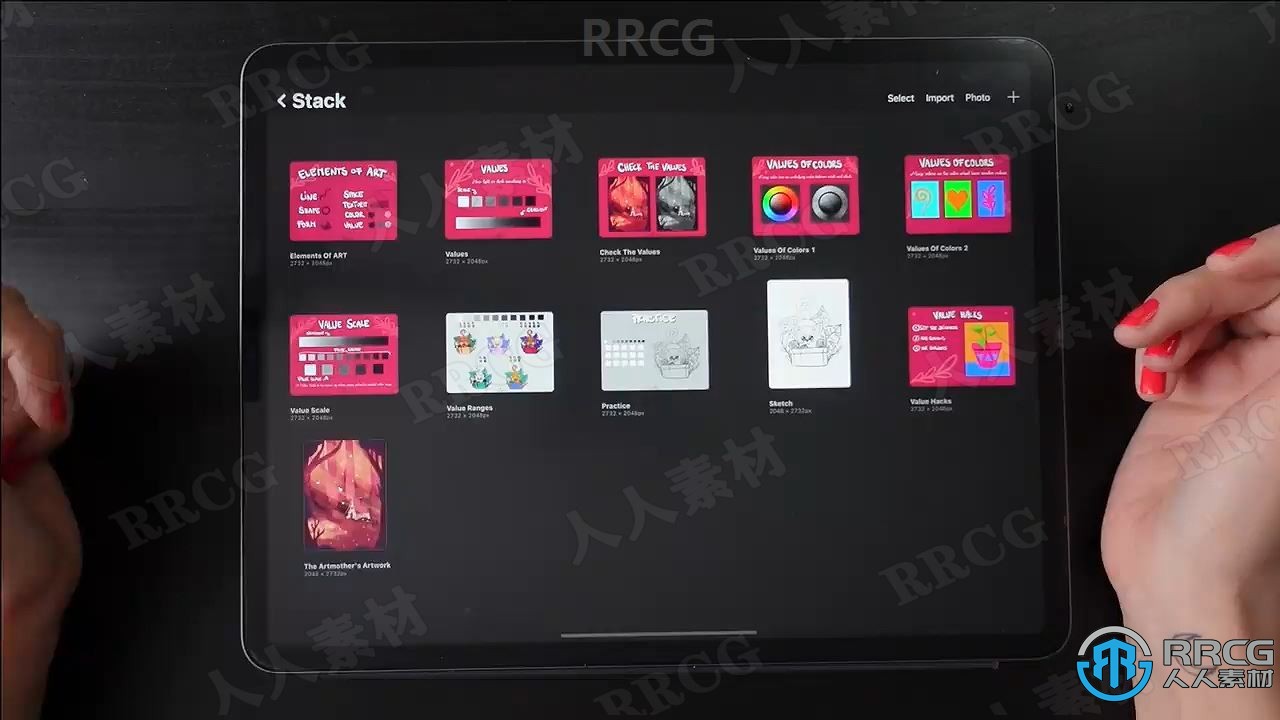 RRCG
Stack
Select
Import
Photo
ELEMENTS OF ART
LINE
SHAPE
FORM
SPACE
TEXTURE
COLOR
VALUE
VALUES
CHECK THE VALUES
VALUES OF COLORS
VALUES OF COLORS
Elements Of ART
2732 × 2048px
Values
2732 × 2048px
Check The Values
2732 × 2048px
Values Of Colors 1
2732 × 2048px
Values Of Colors 2
2732 × 2048px
VALUE SCALE
PRACTICE
VALUE HACKS
Value Scale
2732 × 2048px
Value Ranges
2732 × 2048px
Practice
2732 × 2048px
Sketch
2048 × 2732px
Value Hacks
2732 × 2048px
The Artmother's Artwork
2048 × 2732px
RRCG
人人素材